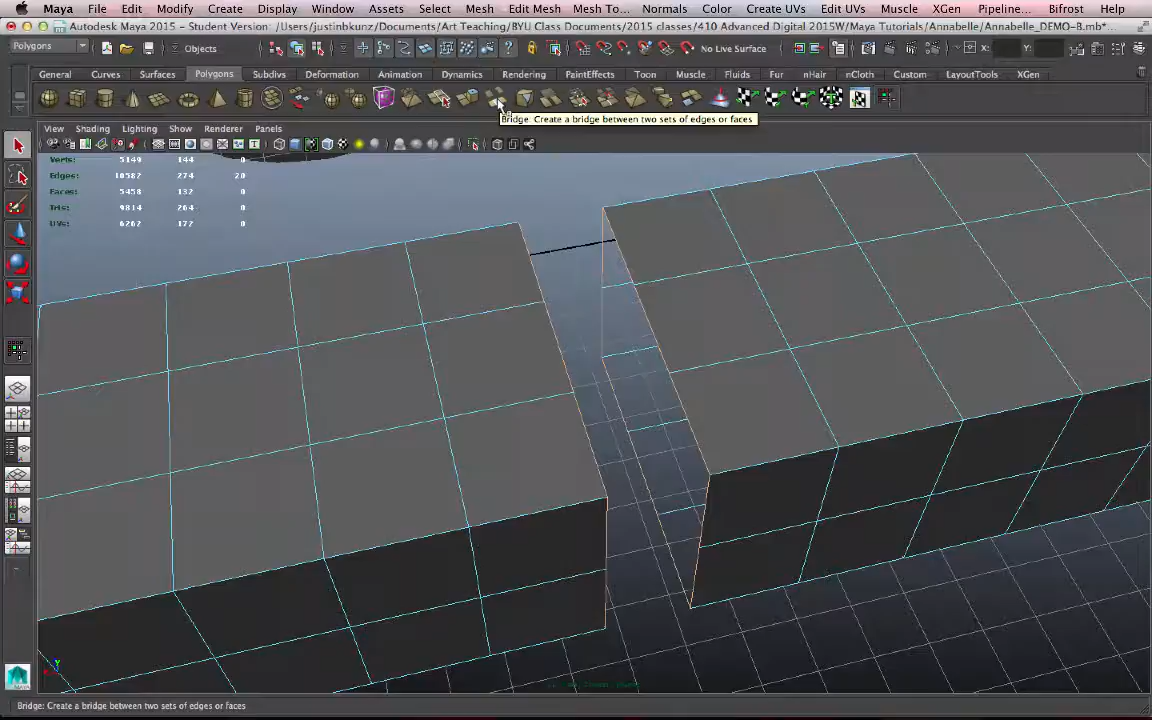 Maya File Edit Modify Create Display Window Assets Select Mesh Edit Mesh Mesh To... Normals Color Create UVs Edit UVs Muscle XGen Pipeline... Bifrost Help
Autodesk Maya 2015 - Student Version: /Users/justinbkunz/Documents/Art Teaching/BYU Class Documents/2015 classes/410 Advanced Digital 2015W/Maya Tutorials/Annabelle/Annabelle_DEMO-B.mb*
Polygons Objects No Live Surface X: Y:
General Curves Surfaces Polygons Subdivs Deformation Animation Dynamics Rendering PaintEffects Toon Muscle Fluids Fur nHair nCloth Custom LayoutTools XGen
Bridge: Create a bridge between two sets of edges or faces
View Shading Lighting Show Renderer Panels
Verts: 5149 144 0
Edges: 10582 274 20
Faces: 5458 132 0
Tris: 9814 264 0
UVs: 6262 177 0
Bridge: Create a bridge between two sets of edges or faces